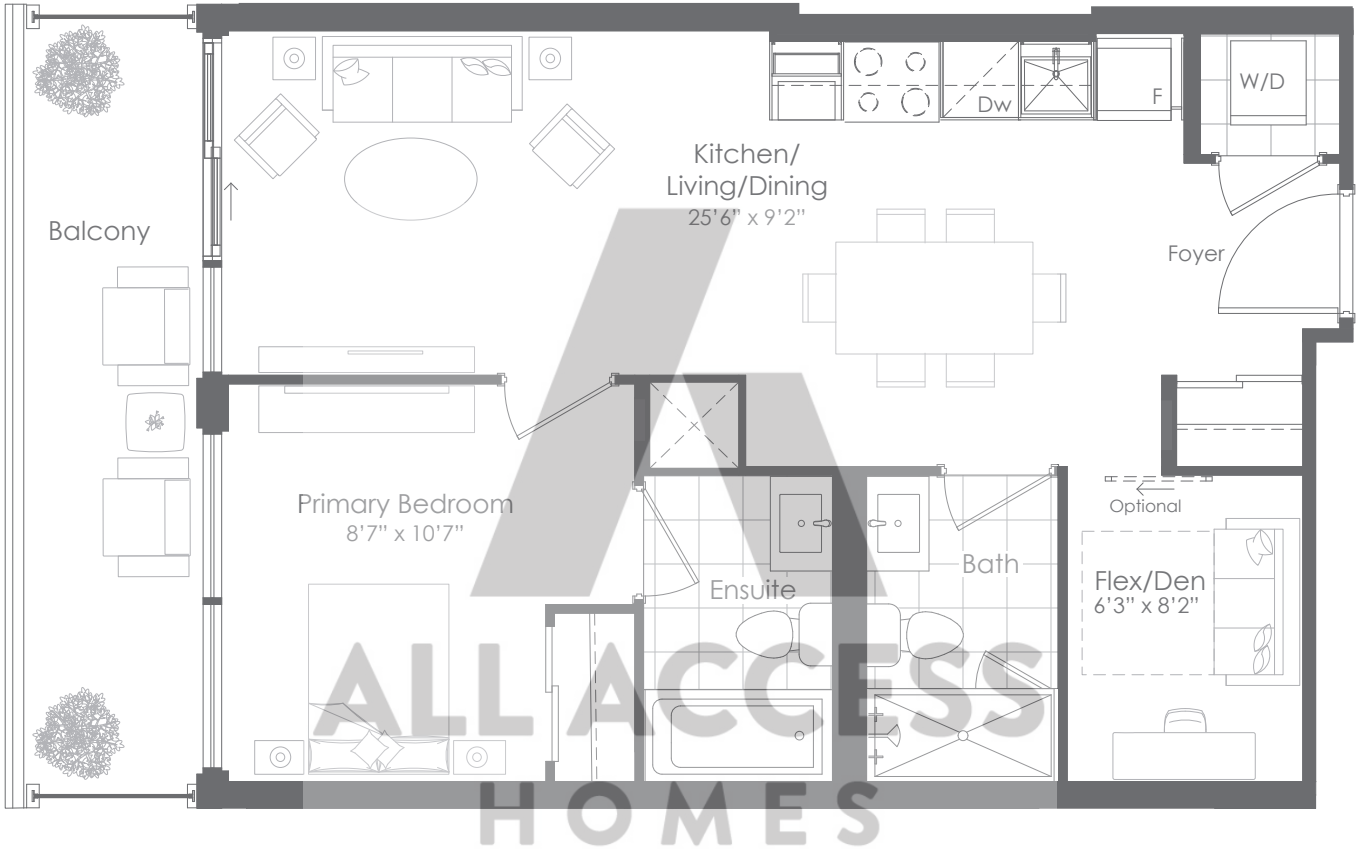 W/D
Dw
F
Kitchen/
Living/Dining
25'6" x 9'2"
Balcony
Foyer
Primary Bedroom
8'7" x 10'7"
Optional
Ensuite
Bath
Flex/Den
6'3" x 8'2"
ALL ACCESS
HOMES